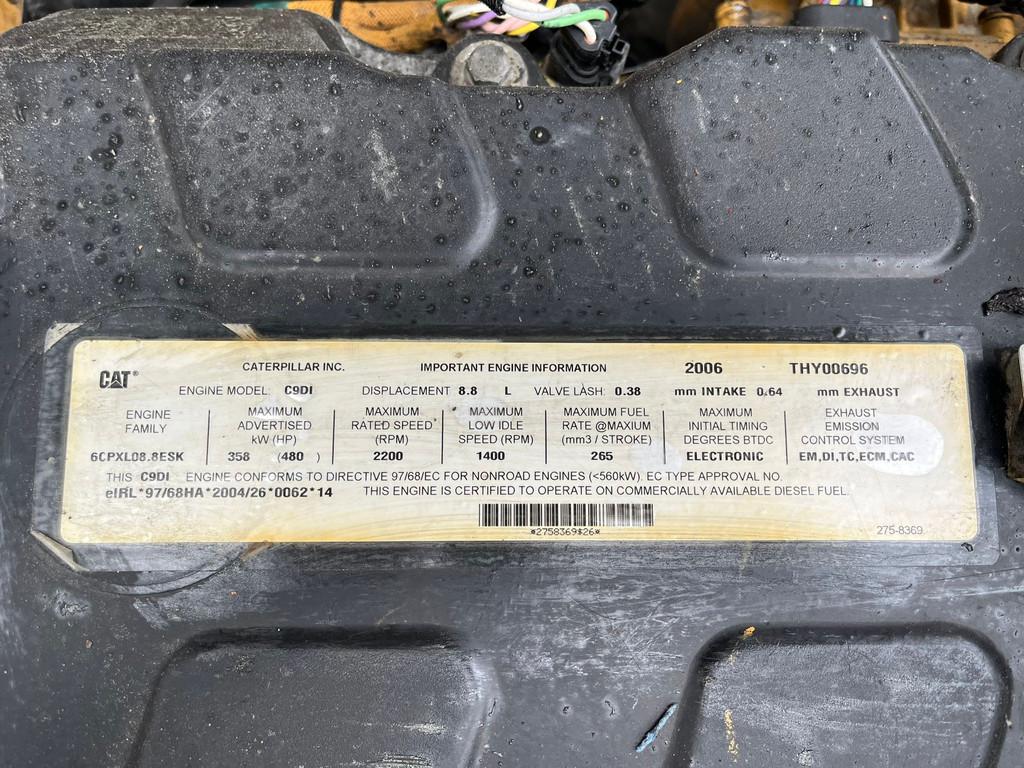 CAT® CATERPILLAR INC. IMPORTANT ENGINE INFORMATION 2006 THY00696
ENGINE MODEL: C9DI DISPLACEMENT 8.8 L VALVE LASH: 0.38 mm INTAKE 0.64 mm EXHAUST
ENGINE FAMILY
MAXIMUM ADVERTISED kW (HP)
MAXIMUM RATED SPEED (RPM)
MAXIMUM LOW IDLE SPEED (RPM)
MAXIMUM FUEL RATE @MAXIUM (mm3 / STROKE)
MAXIMUM INITIAL TIMING DEGREES BTDC
EXHAUST EMISSION CONTROL SYSTEM
6CPXL08.8ESK 358 (480 ) 2200 1400 265 ELECTRONIC EM,DI,TC,ECM,CAC
THIS C9DI ENGINE CONFORMS TO DIRECTIVE 97/68/EC FOR NONROAD ENGINES (<560kW). EC TYPE APPROVAL NO.
eIRL*97/68HA*2004/26*0062*14 THIS ENGINE IS CERTIFIED TO OPERATE ON COMMERCIALLY AVAILABLE DIESEL FUEL.
*2758369$26*
275-8369